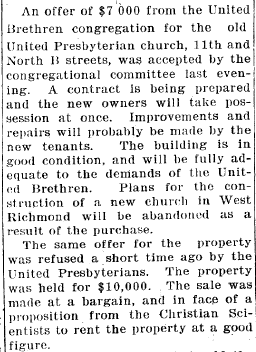 An offer of $7 000 from the United
Brethren congregation for the old
United Presbyterian church, 11th and
North B streets, was accepted by the
congregational committee last even-
ing. A contract is being prepared
and the new owners will take pos-
session at once. Improvements and
repairs will probably be made by the
new tenants. The building is in
good condition, and will be fully ad-
equate to the demands of the Unit-
ed Brethren. Plans for the con-
struction of a new church in West
Richmond will be abandoned as a
result of the purchase.
The same offer for the property
was refused a short time ago by the
United Presbyterians. The property
was held for $10,000. The sale was
made at a bargain, and in face of a
proposition from the Christian Sci-
entists to rent the property at a good
figure.